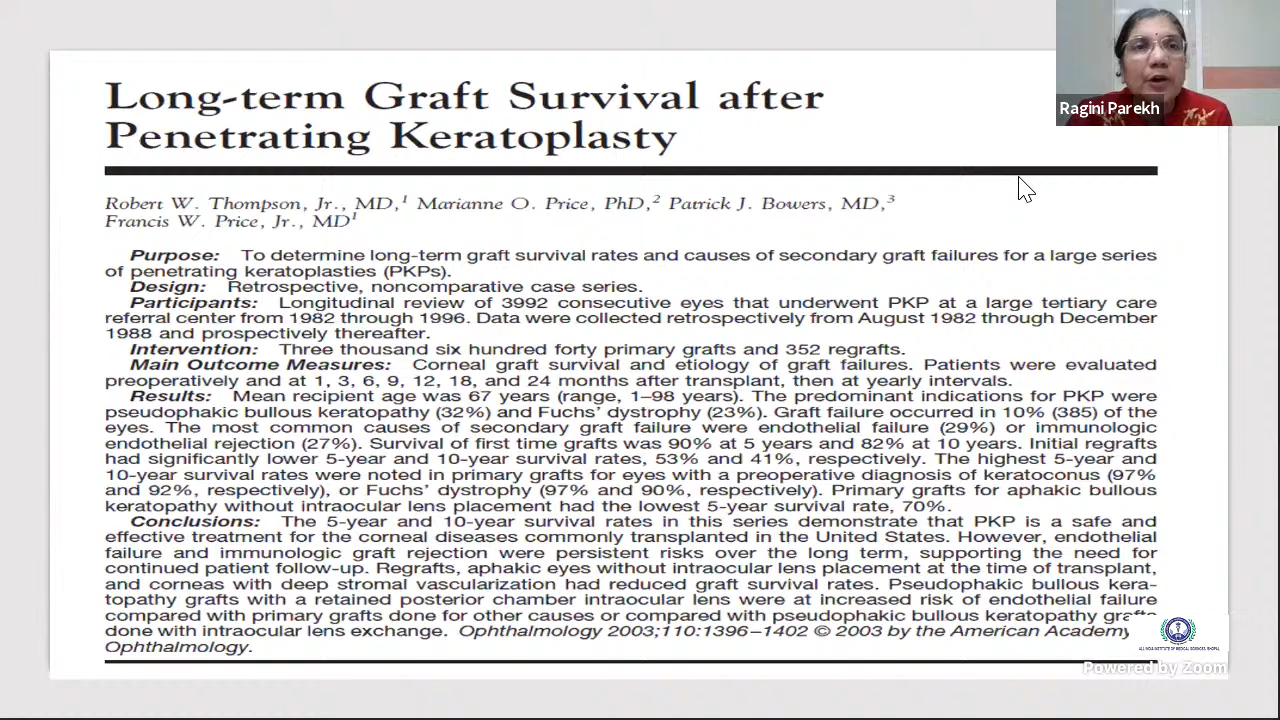 Long-term Graft Survival after
Penetrating Keratoplasty
Ragini Parekh
Robert W. Thompson, Jr., MD,1 Marianne O. Price, PhD,2 Patrick J. Bowers, MD,3
Francis W. Price, Jr., MD1
Purpose: To determine long-term graft survival rates and causes of secondary graft failures for a large series
of penetrating keratoplasties (PKPs).
Design: Retrospective, noncomparative case series.
Participants: Longitudinal review of 3992 consecutive eyes that underwent PKP at a large tertiary care
referral center from 1982 through 1996. Data were collected retrospectively from August 1982 through December
1988 and prospectively thereafter.
Intervention: Three thousand six hundred forty primary grafts and 352 regrafts.
Main Outcome Measures: Corneal graft survival and etiology of graft failures. Patients were evaluated
preoperatively and at 1, 3, 6, 9, 12, 18, and 24 months after transplant, then at yearly intervals.
Results: Mean recipient age was 67 years (range, 1–98 years). The predominant indications for PKP were
pseudophakic bullous keratopathy (32%) and Fuchs' dystrophy (23%). Graft failure occurred in 10% (385) of the
eyes. The most common causes of secondary graft failure were endothelial failure (29%) or immunologic
endothelial rejection (27%). Survival of first time grafts was 90% at 5 years and 82% at 10 years. Initial regrafts
had significantly lower 5-year and 10-year survival rates, 53% and 41%, respectively. The highest 5-year and
10-year survival rates were noted in primary grafts for eyes with a preoperative diagnosis of keratoconus (97%
and 92%, respectively), or Fuchs' dystrophy (97% and 90%, respectively). Primary grafts for aphakic bullous
keratopathy without intraocular lens placement had the lowest 5-year survival rate, 70%.
Conclusions: The 5-year and 10-year survival rates in this series demonstrate that PKP is a safe and
effective treatment for the corneal diseases commonly transplanted in the United States. However, endothelial
failure and immunologic graft rejection were persistent risks over the long term, supporting the need for
continued patient follow-up. Regrafts, aphakic eyes without intraocular lens placement at the time of transplant,
and corneas with deep stromal vascularization had reduced graft survival rates. Pseudophakic bullous kera-
topathy grafts with a retained posterior chamber intraocular lens were at increased risk of endothelial failure
compared with primary grafts done for other causes or compared with pseudophakic bullous keratopathy grafts
done with intraocular lens exchange. Ophthalmology 2003;110:1396–1402 © 2003 by the American Academy
Ophthalmology.
ALL INDIA INSTITUTE OF MEDICAL SCIENCES, BHOPAL
Powered by Zoom